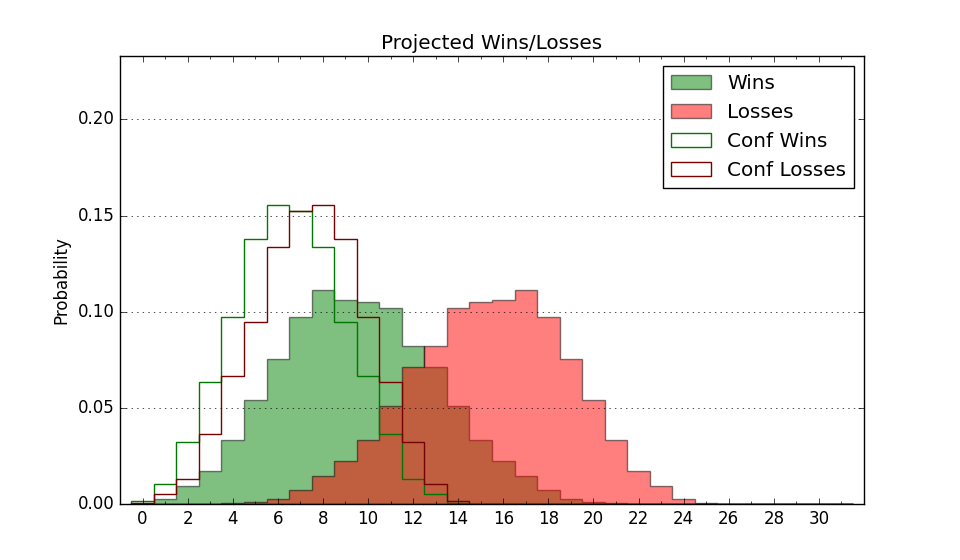 Projected Wins/Losses
Wins
Losses
Conf Wins
Conf Losses
Probability
0.20
0.15
0.10
0.05
0.00
0 2 4 6 8 10 12 14 16 18 20 22 24 26 28 30